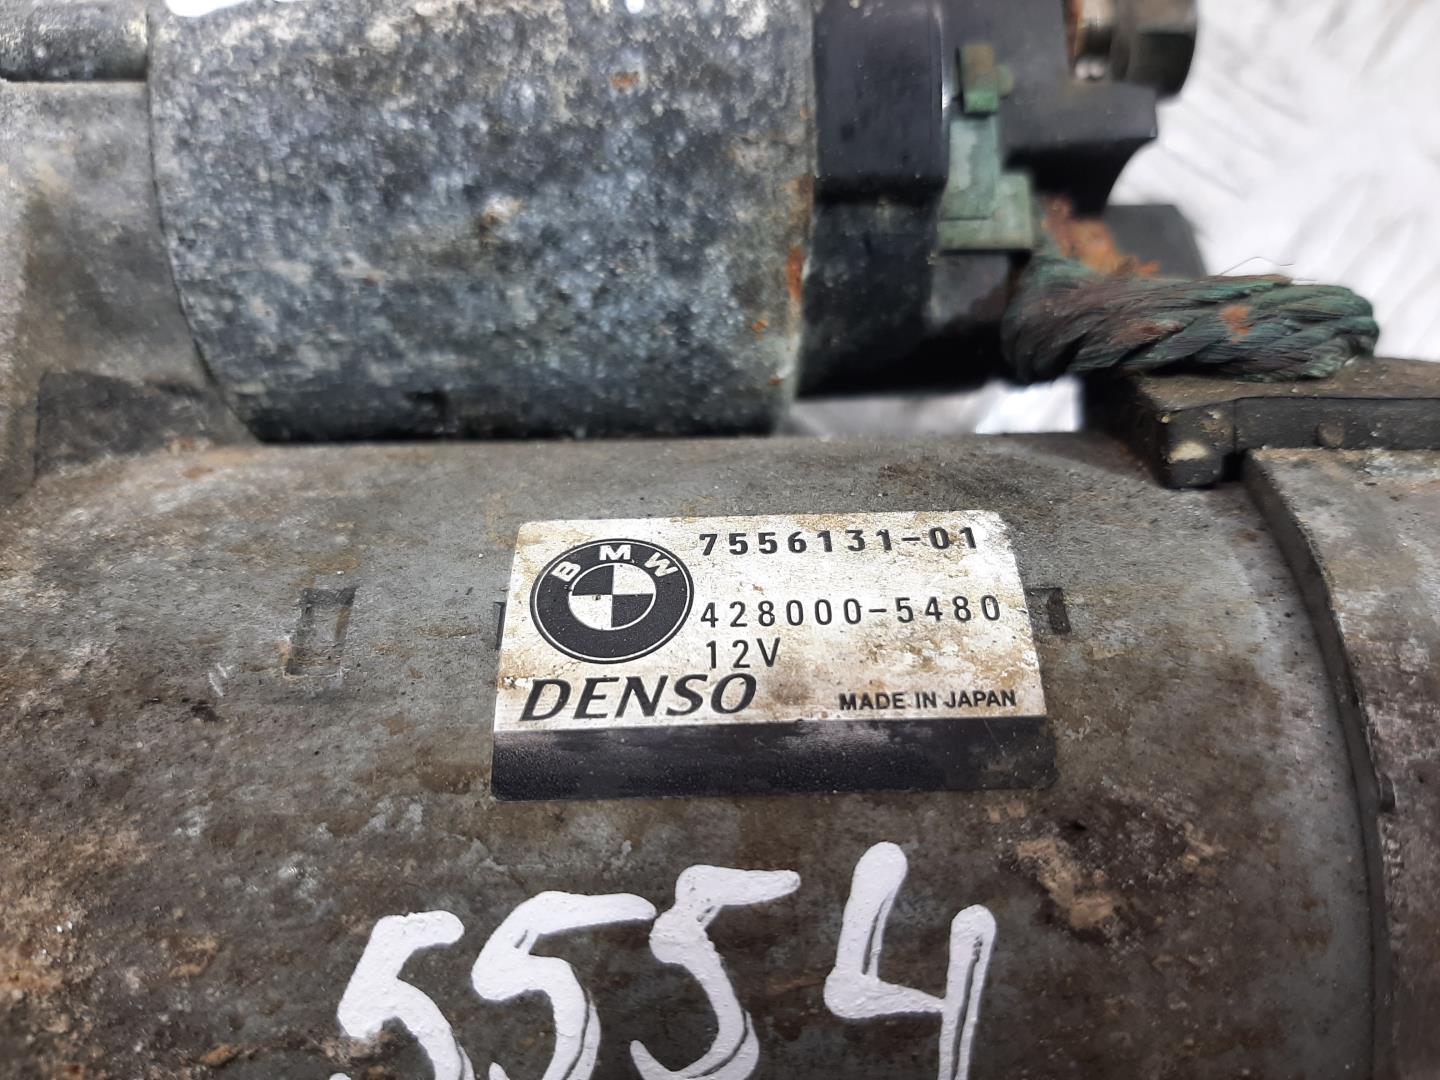 BMW
7556131-01
428000-5480
12V
DENSO MADE IN JAPAN
5554